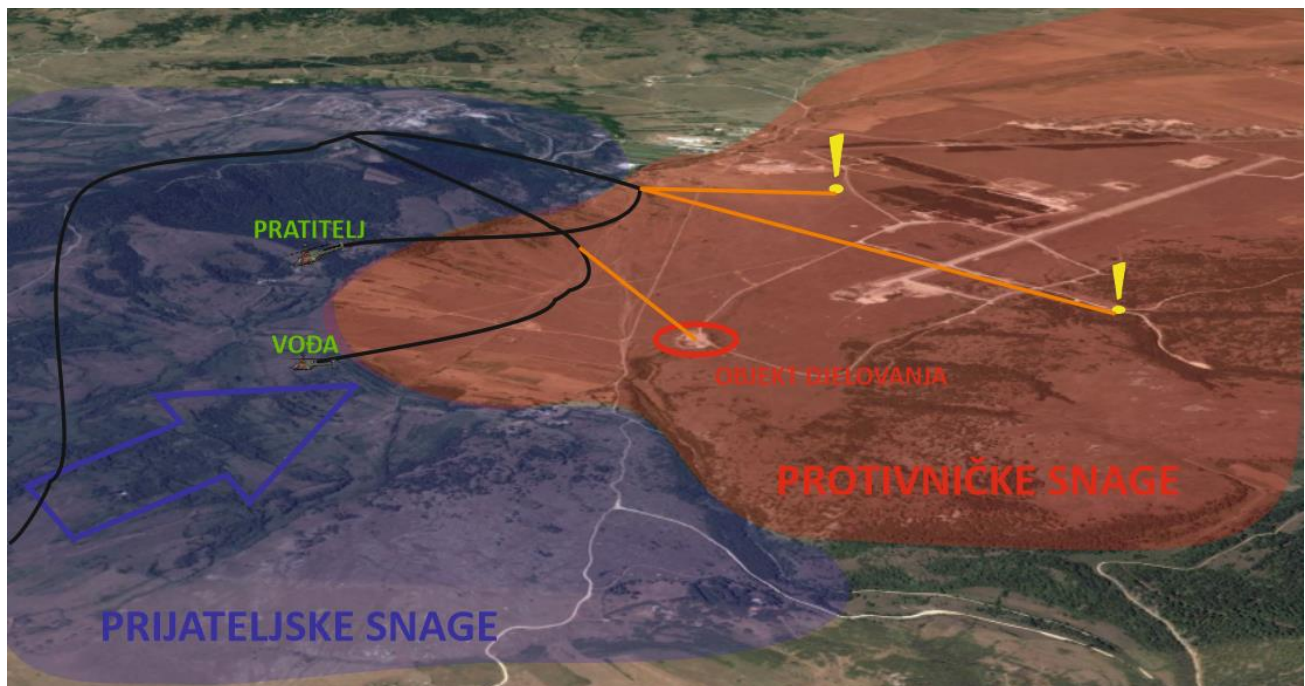 PRATITELJ
VOĐA
OBJEKT DJELOVANJA
PROTIVNIČKE SNAGE
PRIJATELJSKE SNAGE